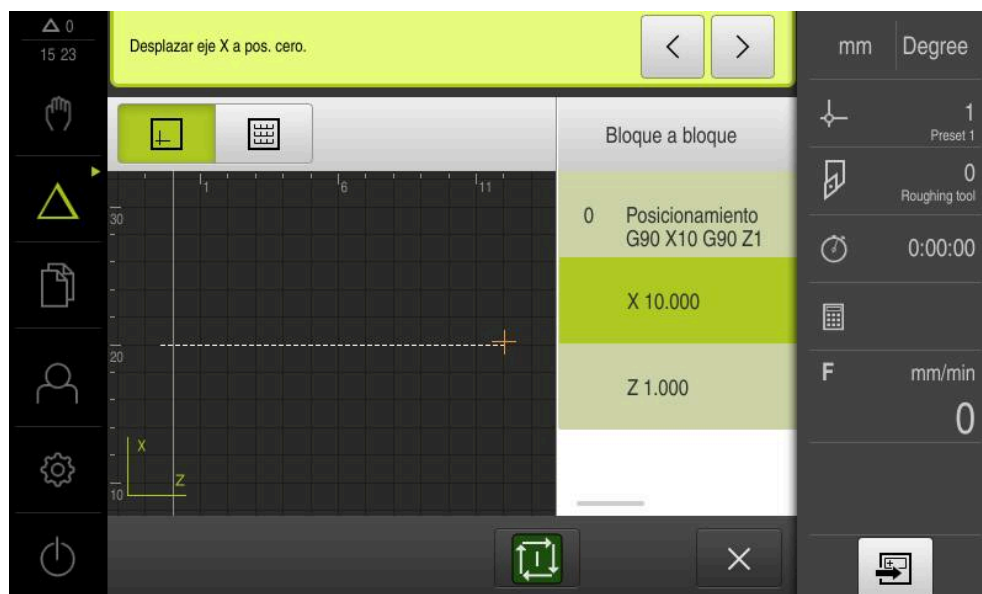 0
15 23
Desplazar eje X a pos. cero.
mm Degree
1
Preset 1
Bloque a bloque
0
Roughing tool
1 6 11
30
20
10
X
Z
0 Posicionamiento
G90 X10 G90 Z1
X 10.000
Z 1.000
0:00:00
F mm/min
0